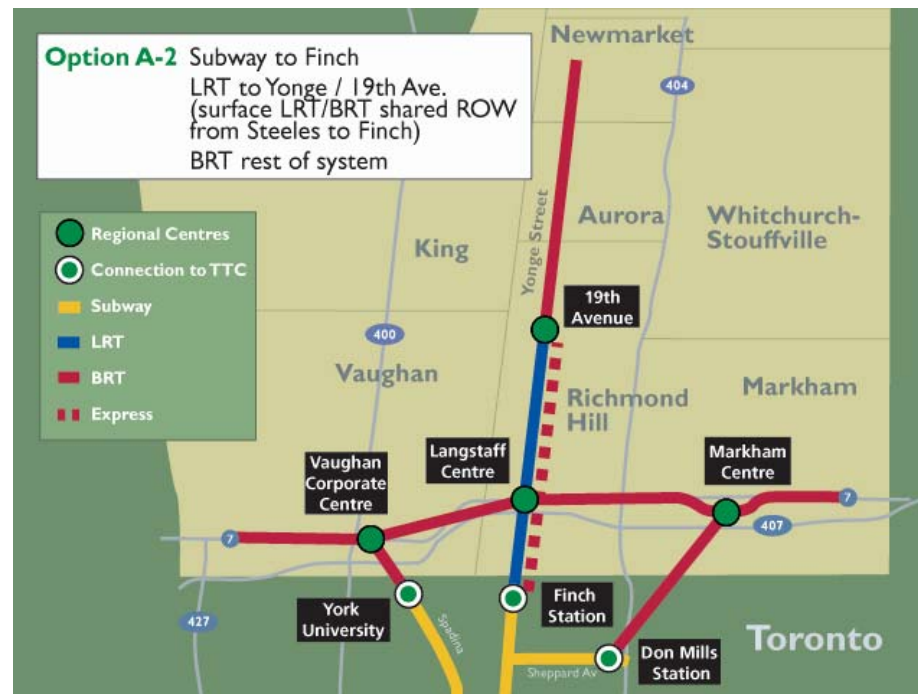 Option A-2 Subway to Finch
LRT to Yonge / 19th Ave.
(surface LRT/BRT shared ROW
from Steeles to Finch)
BRT rest of system
Regional Centres
Connection to TTC
Subway
LRT
BRT
Express
Newmarket
404
Aurora
Whitchurch-
Stouffville
King
Yonge Street
19th
Avenue
400
Vaughan
Richmond
Hill
Markham
Langstaff
Centre
Vaughan
Corporate
Centre
Markham
Centre
7
7
407
427
York
University
Spadina
Finch
Station
Don Mills
Station
Sheppard Av
Toronto